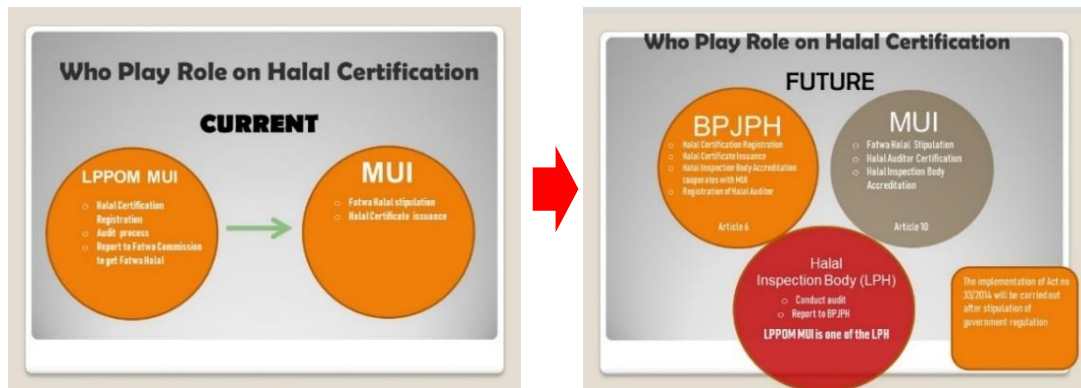 Who Play Role on Halal Certification
CURRENT
LPPOM MUI
Halal Certification
Registration
Audit process
Report to Fatwa Commission
to get Fatwa Halal
MUI
Fatwa Halal stipulation
Halal Certificate issuance
Who Play Role on Halal Certification
FUTURE
BPJPH
Halal Certification Registration
Halal Certificate Issuance
Halal Inspection Body Accreditation
cooperates with MUI
Registration of Halal Auditor
Article 6
MUI
Fatwa Halal Stipulation
Halal Auditor Certification
Halal Inspection Body
Accreditation
Article 10
Halal
Inspection Body (LPH)
Conduct audit
Report to BPJPH
LPPOM MUI is one of the LPH
The implementation of Act no
33/2014 will be carried out
after stipulation of
government regulation